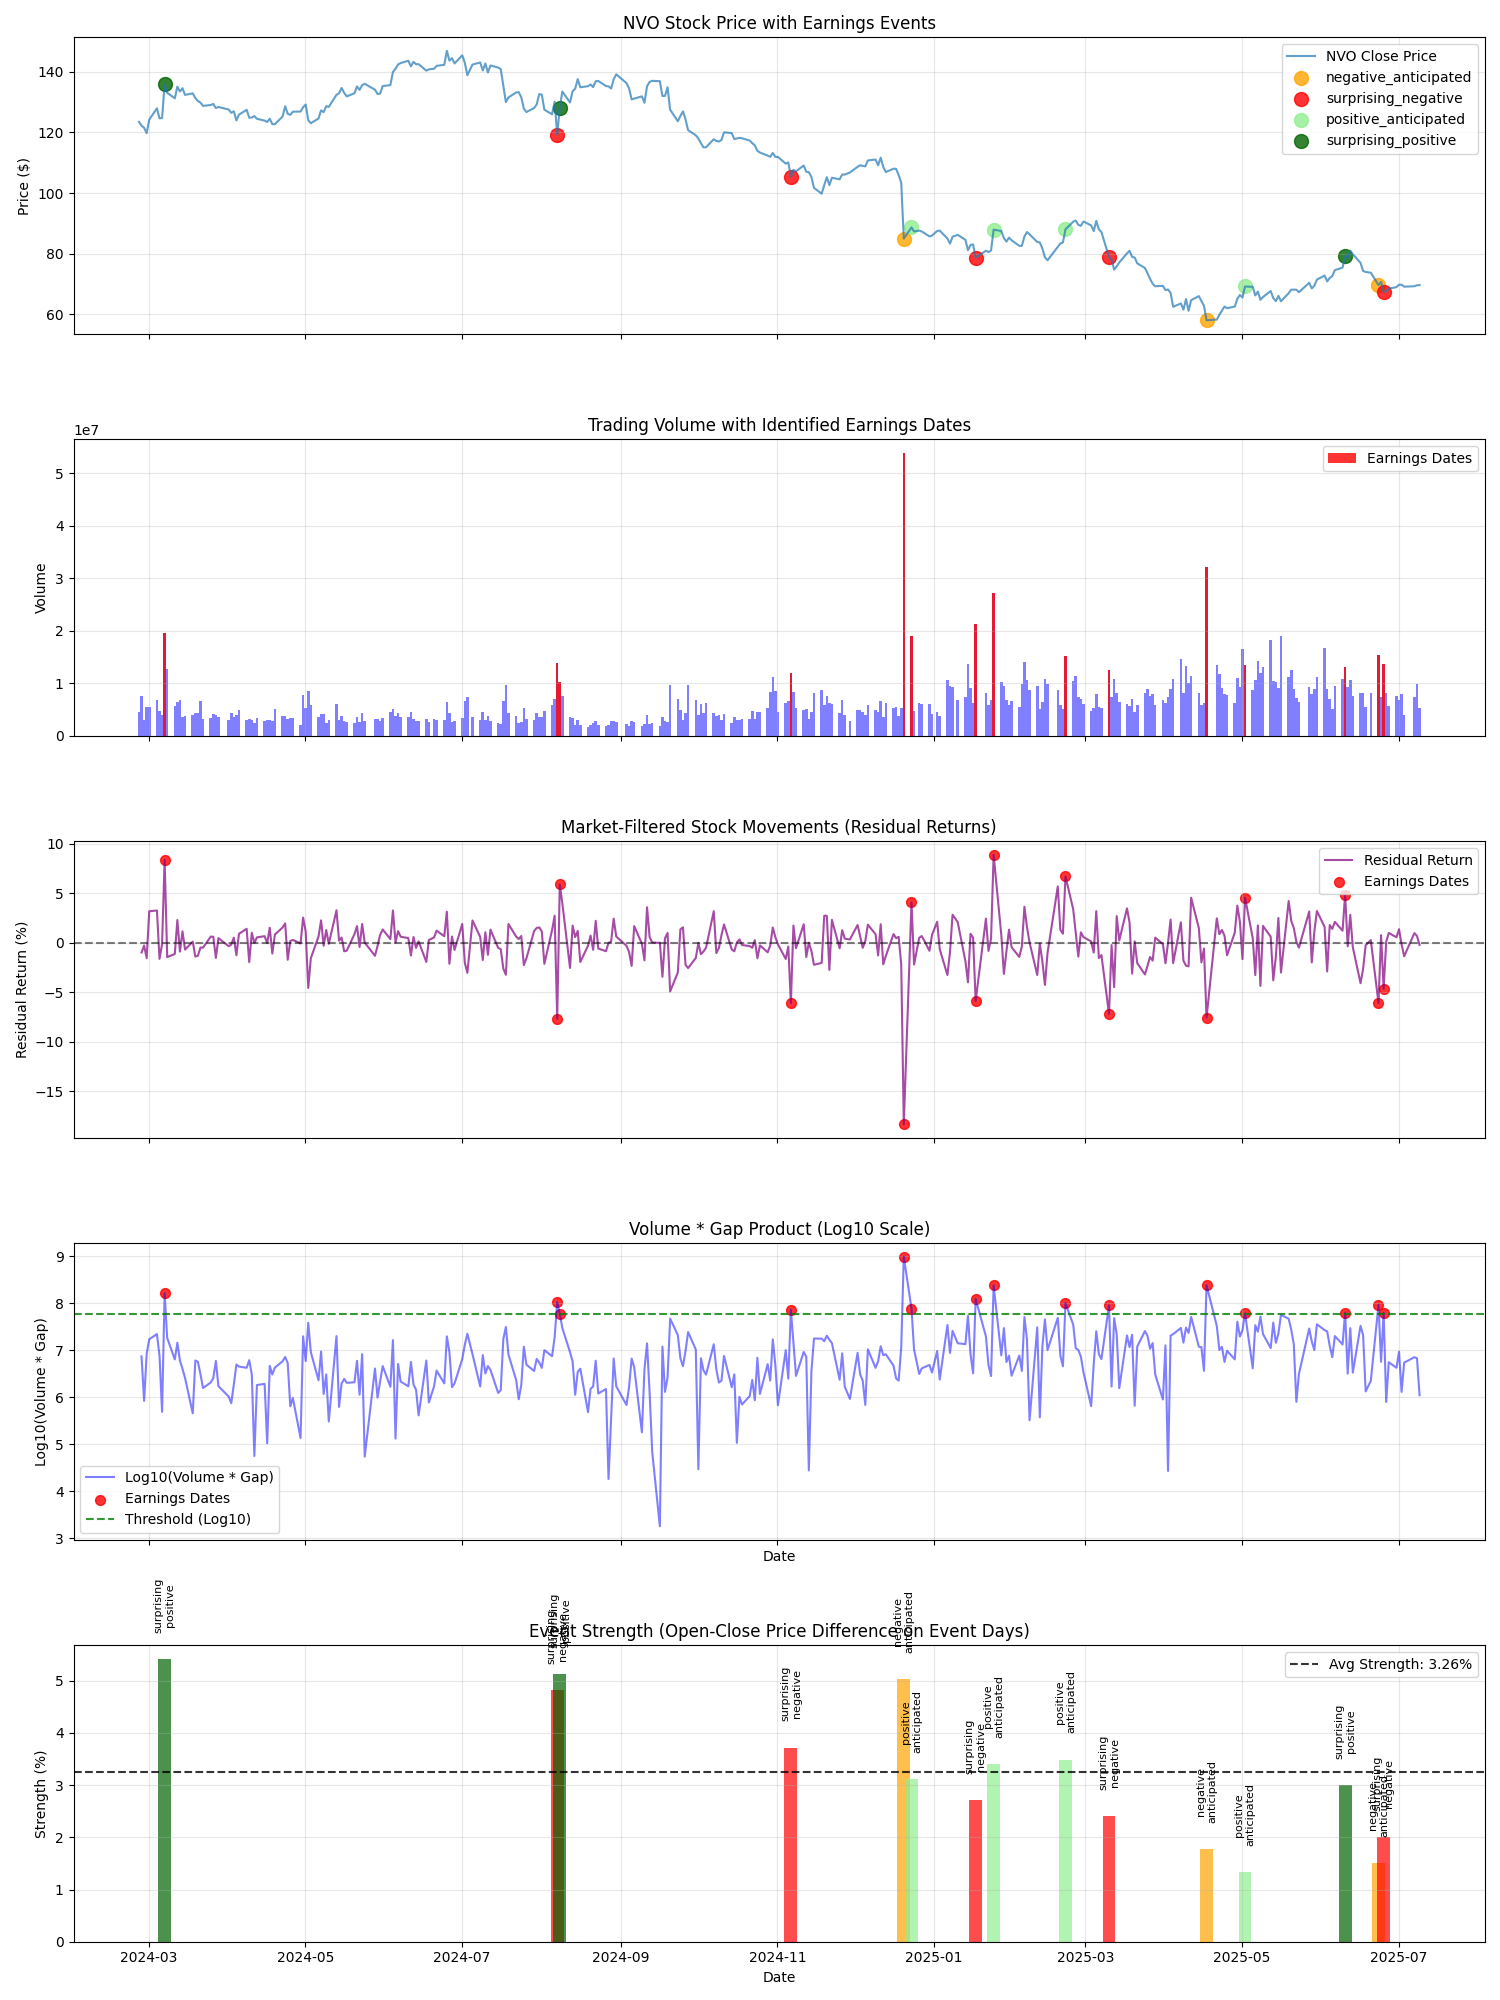 NVO Stock Price with Earnings Events
Price ($)
140
120
100
80
60
NVO Close Price
negative_anticipated
surprising_negative
positive_anticipated
surprising_positive
Trading Volume with Identified Earnings Dates
1e7
Volume
5
4
3
2
1
0
Earnings Dates
Market-Filtered Stock Movements (Residual Returns)
Residual Return (%)
10
5
0
−5
−10
−15
Residual Return
Earnings Dates
Volume * Gap Product (Log10 Scale)
Log10(Volume * Gap)
9
8
7
6
5
4
3
Log10(Volume * Gap)
Earnings Dates
Threshold (Log10)
Date
Event Strength (Open-Close Price Difference on Event Days)
Strength (%)
5
4
3
2
1
0
Avg Strength: 3.26%
surprising
positive
surprising
negative
surprising
positive
surprising
negative
negative
anticipated
positive
anticipated
surprising
negative
positive
anticipated
positive
anticipated
surprising
negative
negative
anticipated
positive
anticipated
surprising
positive
negative
anticipated
surprising
negative
2024-03
2024-05
2024-07
2024-09
2024-11
2025-01
2025-03
2025-05
2025-07
Date